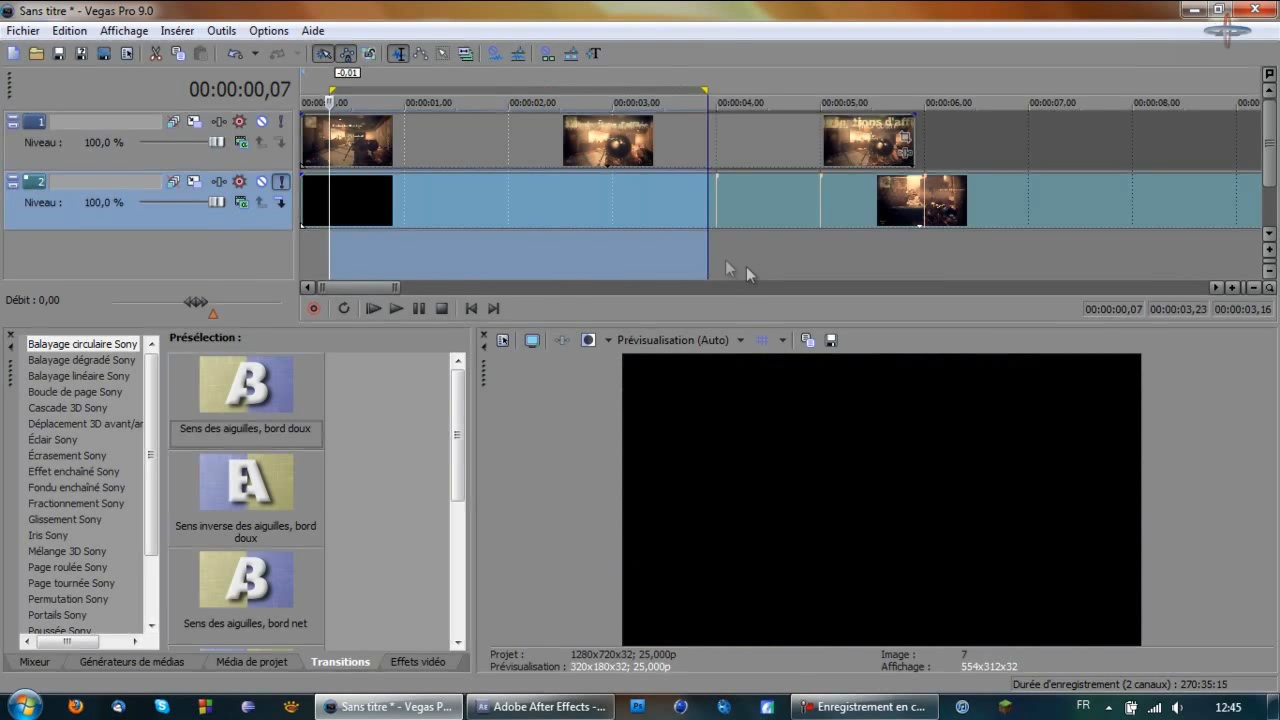 Sans titre * - Vegas Pro 9.0
Fichier Edition Affichage Insérer Outils Options Aide
-0.01
00:00:00,07
00:00:01,00 00:00:02,00 00:00:03,00 00:00:04,00 00:00:05,00 00:00:06,00 00:00:07,00 00:00:08,00 00:00
1
Niveau : 100,0 %
2
Niveau : 100,0 %
Débit : 0,00
00:00:00,07 00:00:03,23 00:00:03,16
Balayage circulaire Sony
Balayage dégradé Sony
Balayage linéaire Sony
Boucle de page Sony
Cascade 3D Sony
Déplacement 3D avant/ar
Éclair Sony
Écrasement Sony
Effet enchaîné Sony
Fondu enchaîné Sony
Fractionnement Sony
Glissement Sony
Iris Sony
Mélange 3D Sony
Page roulée Sony
Page tournée Sony
Permutation Sony
Portails Sony
Poussée Sony
Présélection :
Sens des aiguilles, bord doux
Sens inverse des aiguilles, bord
doux
Sens des aiguilles, bord net
Prévisualisation (Auto)
Projet : 1280x720x32; 25,000p
Prévisualisation : 320x180x32; 25,000p
Image : 7
Affichage : 554x312x32
Mixeur Générateurs de médias Média de projet Transitions Effets vidéo
Durée d'enregistrement (2 canaux) : 270:35:15
Sans titre * - Vegas P... Adobe After Effects -... Enregistrement en c... FR 12:45